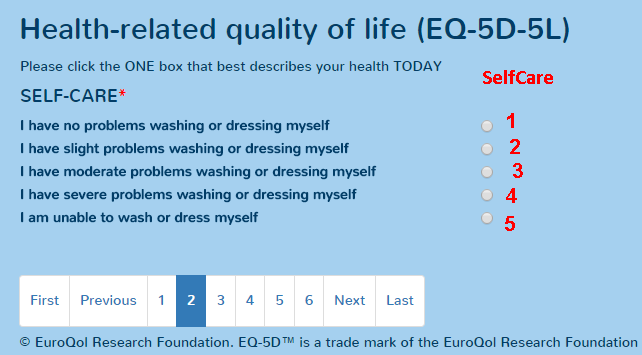 Health-related quality of life (EQ-5D-5L)
Please click the ONE box that best describes your health TODAY
SelfCare
SELF-CARE*
I have no problems washing or dressing myself 1
I have slight problems washing or dressing myself 2
I have moderate problems washing or dressing myself 3
I have severe problems washing or dressing myself 4
I am unable to wash or dress myself 5
First Previous 1 2 3 4 5 6 Next Last
© EuroQol Research Foundation. EQ-5D™ is a trade mark of the EuroQol Research Foundation